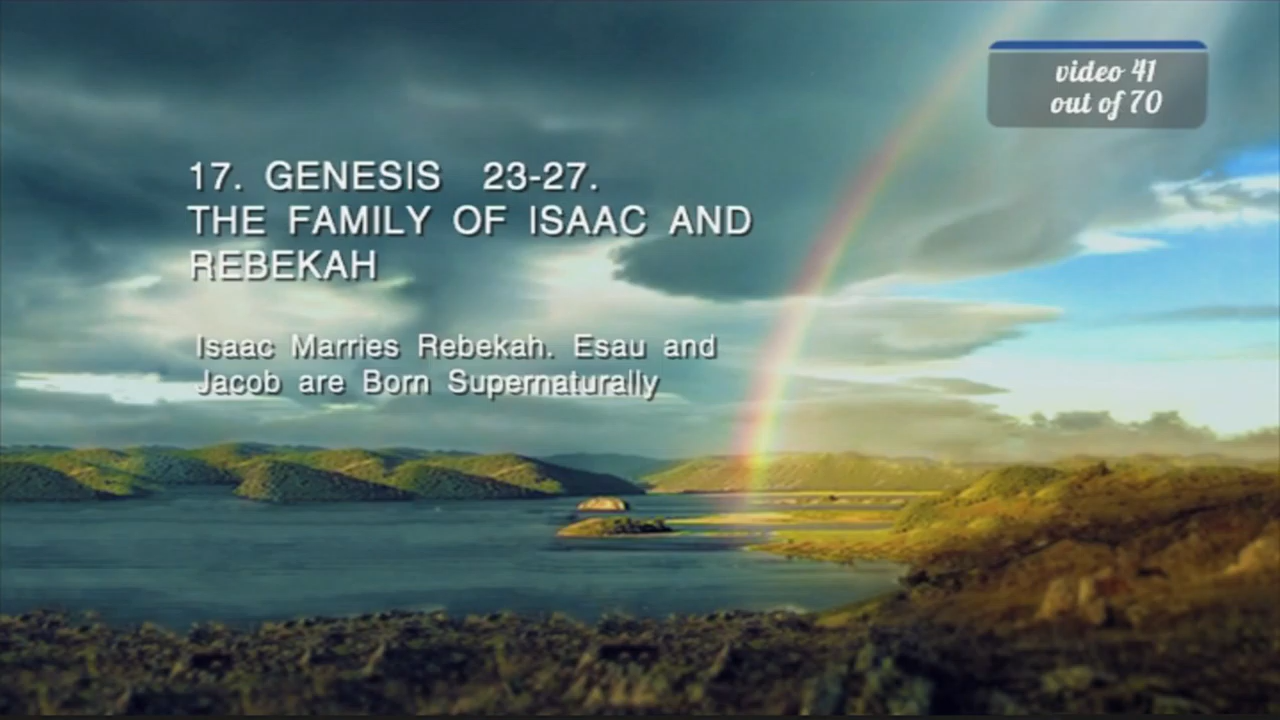 video 41
out of 70
17. GENESIS 23-27.
THE FAMILY OF ISAAC AND
REBEKAH
Isaac Marries Rebekah. Esau and
Jacob are Born Supernaturally